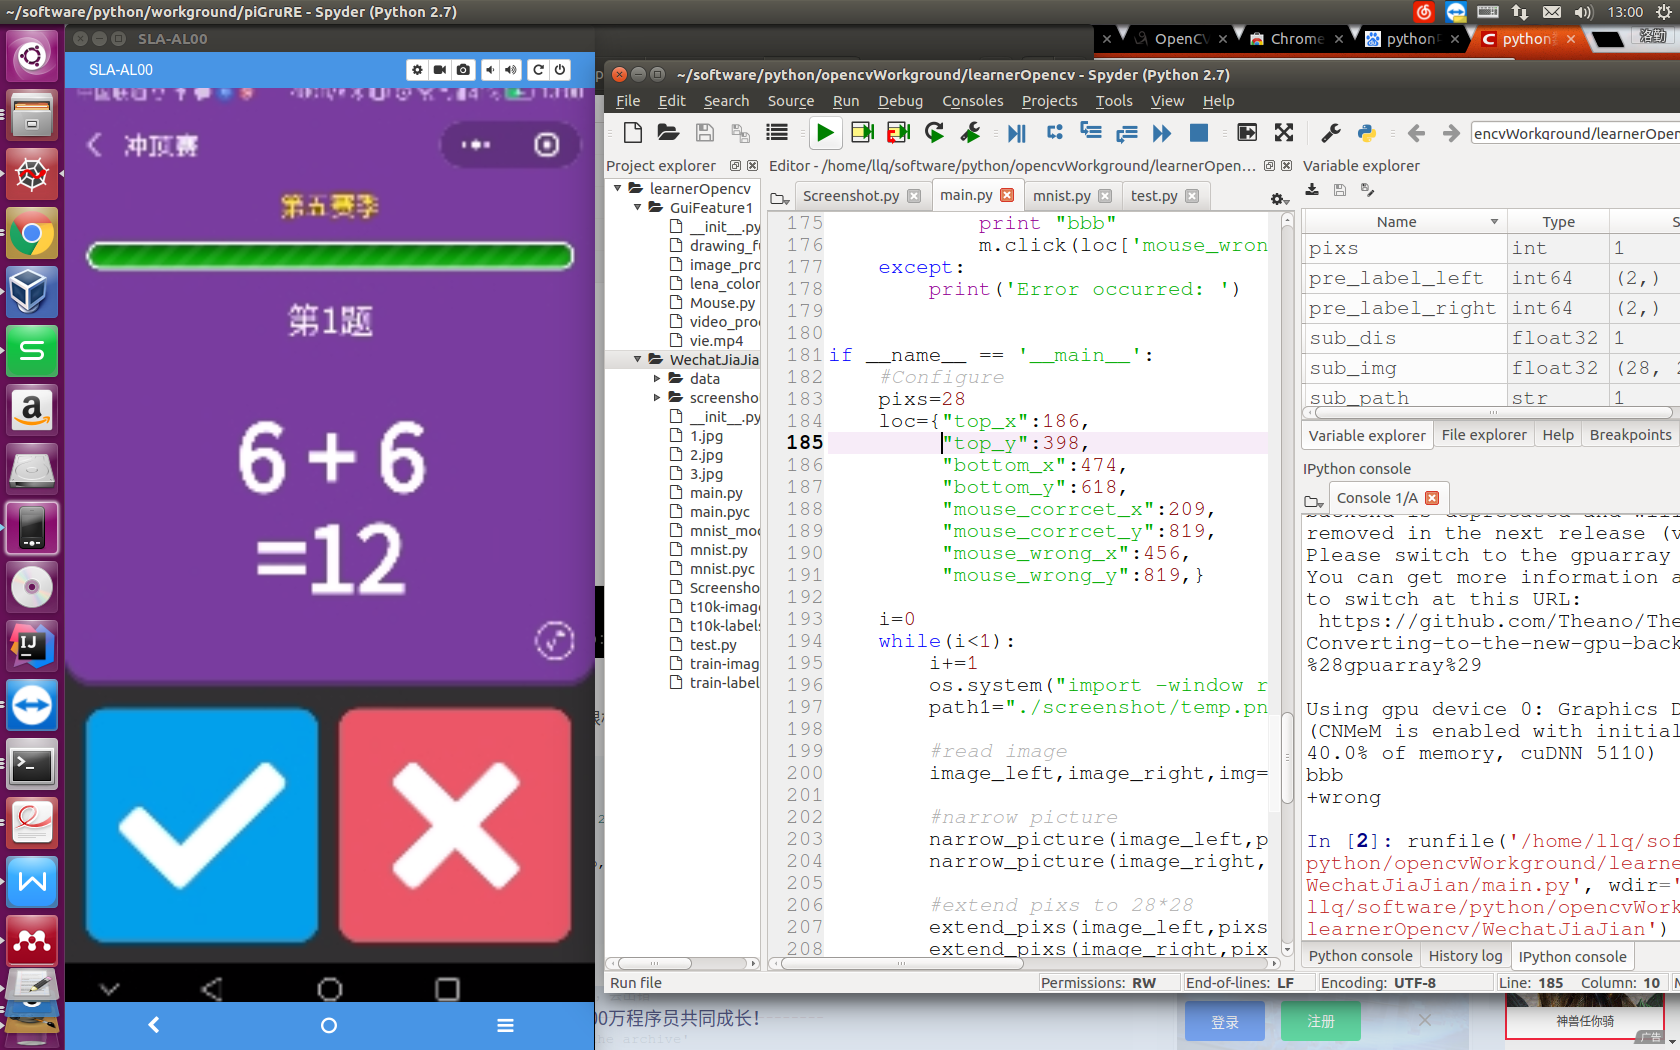 ~/software/python/workground/piGruRE - Spyder (Python 2.7)
13:00
SLA-AL00
SLA-AL00
冲顶赛
第五赛季
第1题
6 + 6
=12
OpenCV
Chrome
python
python
洛勤
~/software/python/opencvWorkground/learnerOpencv - Spyder (Python 2.7)
File Edit Search Source Run Debug Consoles Projects Tools View Help
encvWorkground/learnerOpen
Project explorer
learnerOpencv
GuiFeature1
__init__.py
drawing_fu
image_pro
lena_color
Mouse.py
video_proc
vie.mp4
WechatJiaJia
data
screensho
__init__.py
1.jpg
2.jpg
3.jpg
main.py
main.pyc
mnist_mod
mnist.py
mnist.pyc
Screensho
t10k-image
t10k-labels
test.py
train-imag
train-label
Editor - /home/llq/software/python/opencvWorkground/learnerOpen...
Screenshot.py main.py mnist.py test.py
175 print "bbb"
176 m.click(loc['mouse_wron
177 except:
178 print('Error occurred: ')
179
180
181 if __name__ == '__main__':
182 #Configure
183 pixs=28
184 loc={"top_x":186,
185 "top_y":398,
186 "bottom_x":474,
187 "bottom_y":618,
188 "mouse_corrcet_x":209,
189 "mouse_corrcet_y":819,
190 "mouse_wrong_x":456,
191 "mouse_wrong_y":819,}
192
193 i=0
194 while(i<1):
195 i+=1
196 os.system("import -window r
197 path1="./screenshot/temp.pn
198
199 #read image
200 image_left,image_right,img=
201
202 #narrow picture
203 narrow_picture(image_left,p
204 narrow_picture(image_right,
205
206 #extend pixs to 28*28
207 extend_pixs(image_left,pixs
208 extend_pixs(image_right,pix
Variable explorer
Name Type S
pixs int 1
pre_label_left int64 (2,)
pre_label_right int64 (2,)
sub_dis float32 1
sub_img float32 (28, 2
sub_path str 1
Variable explorer File explorer Help Breakpoints
IPython console
Console 1/A
backend is deprecated and wil
removed in the next release (v
Please switch to the gpuarray
You can get more information a
to switch at this URL:
https://github.com/Theano/The
Converting-to-the-new-gpu-back
%28gpuarray%29
Using gpu device 0: Graphics D
(CNMeM is enabled with initial
40.0% of memory, cuDNN 5110)
bbb
+wrong
In [2]: runfile('/home/llq/sof
python/opencvWorkground/learne
WechatJiaJian/main.py', wdir='
llq/software/python/opencvWork
learnerOpencv/WechatJiaJian')
Python console History log IPython console
Run file
Permissions: RW End-of-lines: LF Encoding: UTF-8 Line: 185 Column: 10
00万程序员共同成长!
he archive'
登录
注册
神兽任你骑
广告